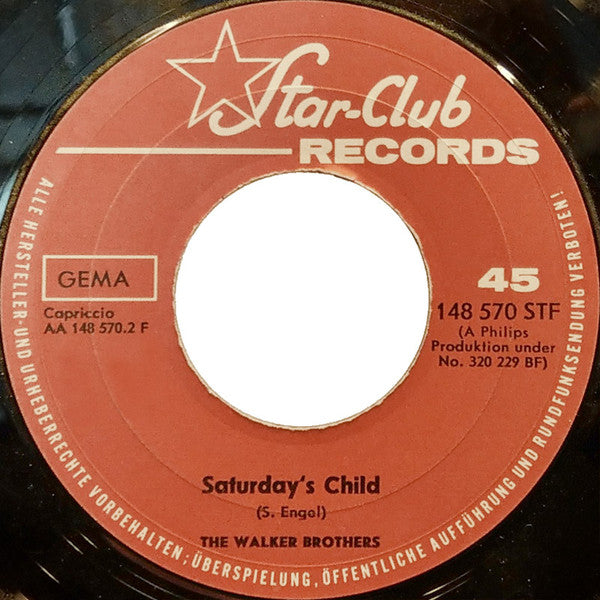 Star-Club
RECORDS
GEMA
Capriccio
AA 148 570.2 F
45
148 570 STF
(A Philips
Produktion under
No. 320 229 BF)
Saturday's Child
(S. Engel)
THE WALKER BROTHERS
ALLE HERSTELLER-UND URHEBERRECHTE VORBEHALTEN; ÜBERSPIELUNG, ÖFFENTLICHE AUFFÜHRUNG UND RUNDFUNKSENDUNG VERBOTEN!